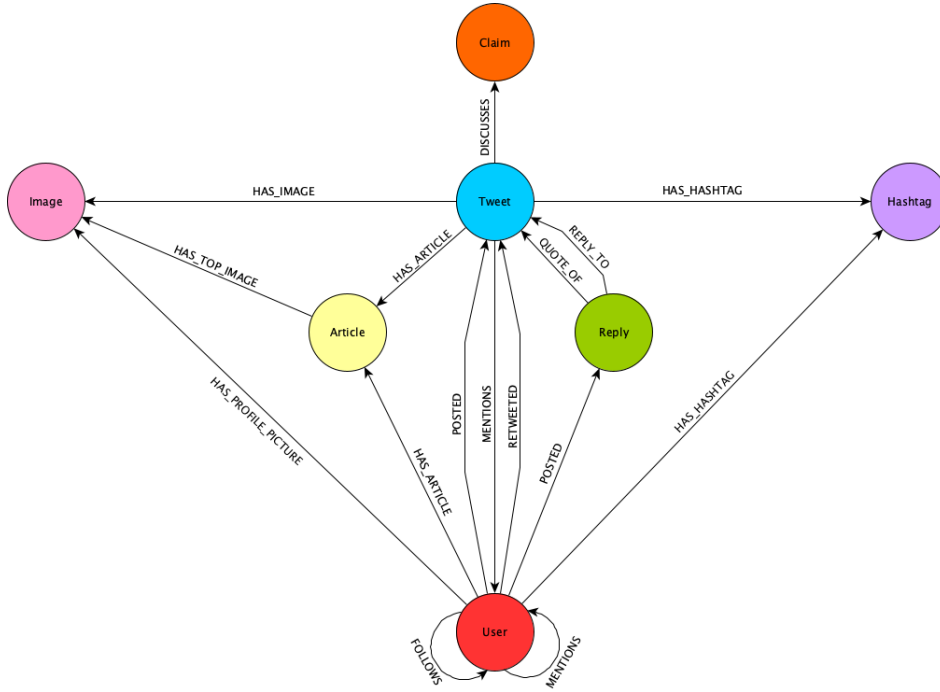 Claim
DISCUSSES
Image
HAS_IMAGE
Tweet
HAS_HASHTAG
Hashtag
HAS_TOP_IMAGE
HAS_ARTICLE
QUOTE_OF
REPLY_TO
Article
Reply
HAS_PROFILE_PICTURE
HAS_ARTICLE
POSTED
MENTIONS
RETWEETED
POSTED
HAS_HASHTAG
User
FOLLOWS
MENTIONS